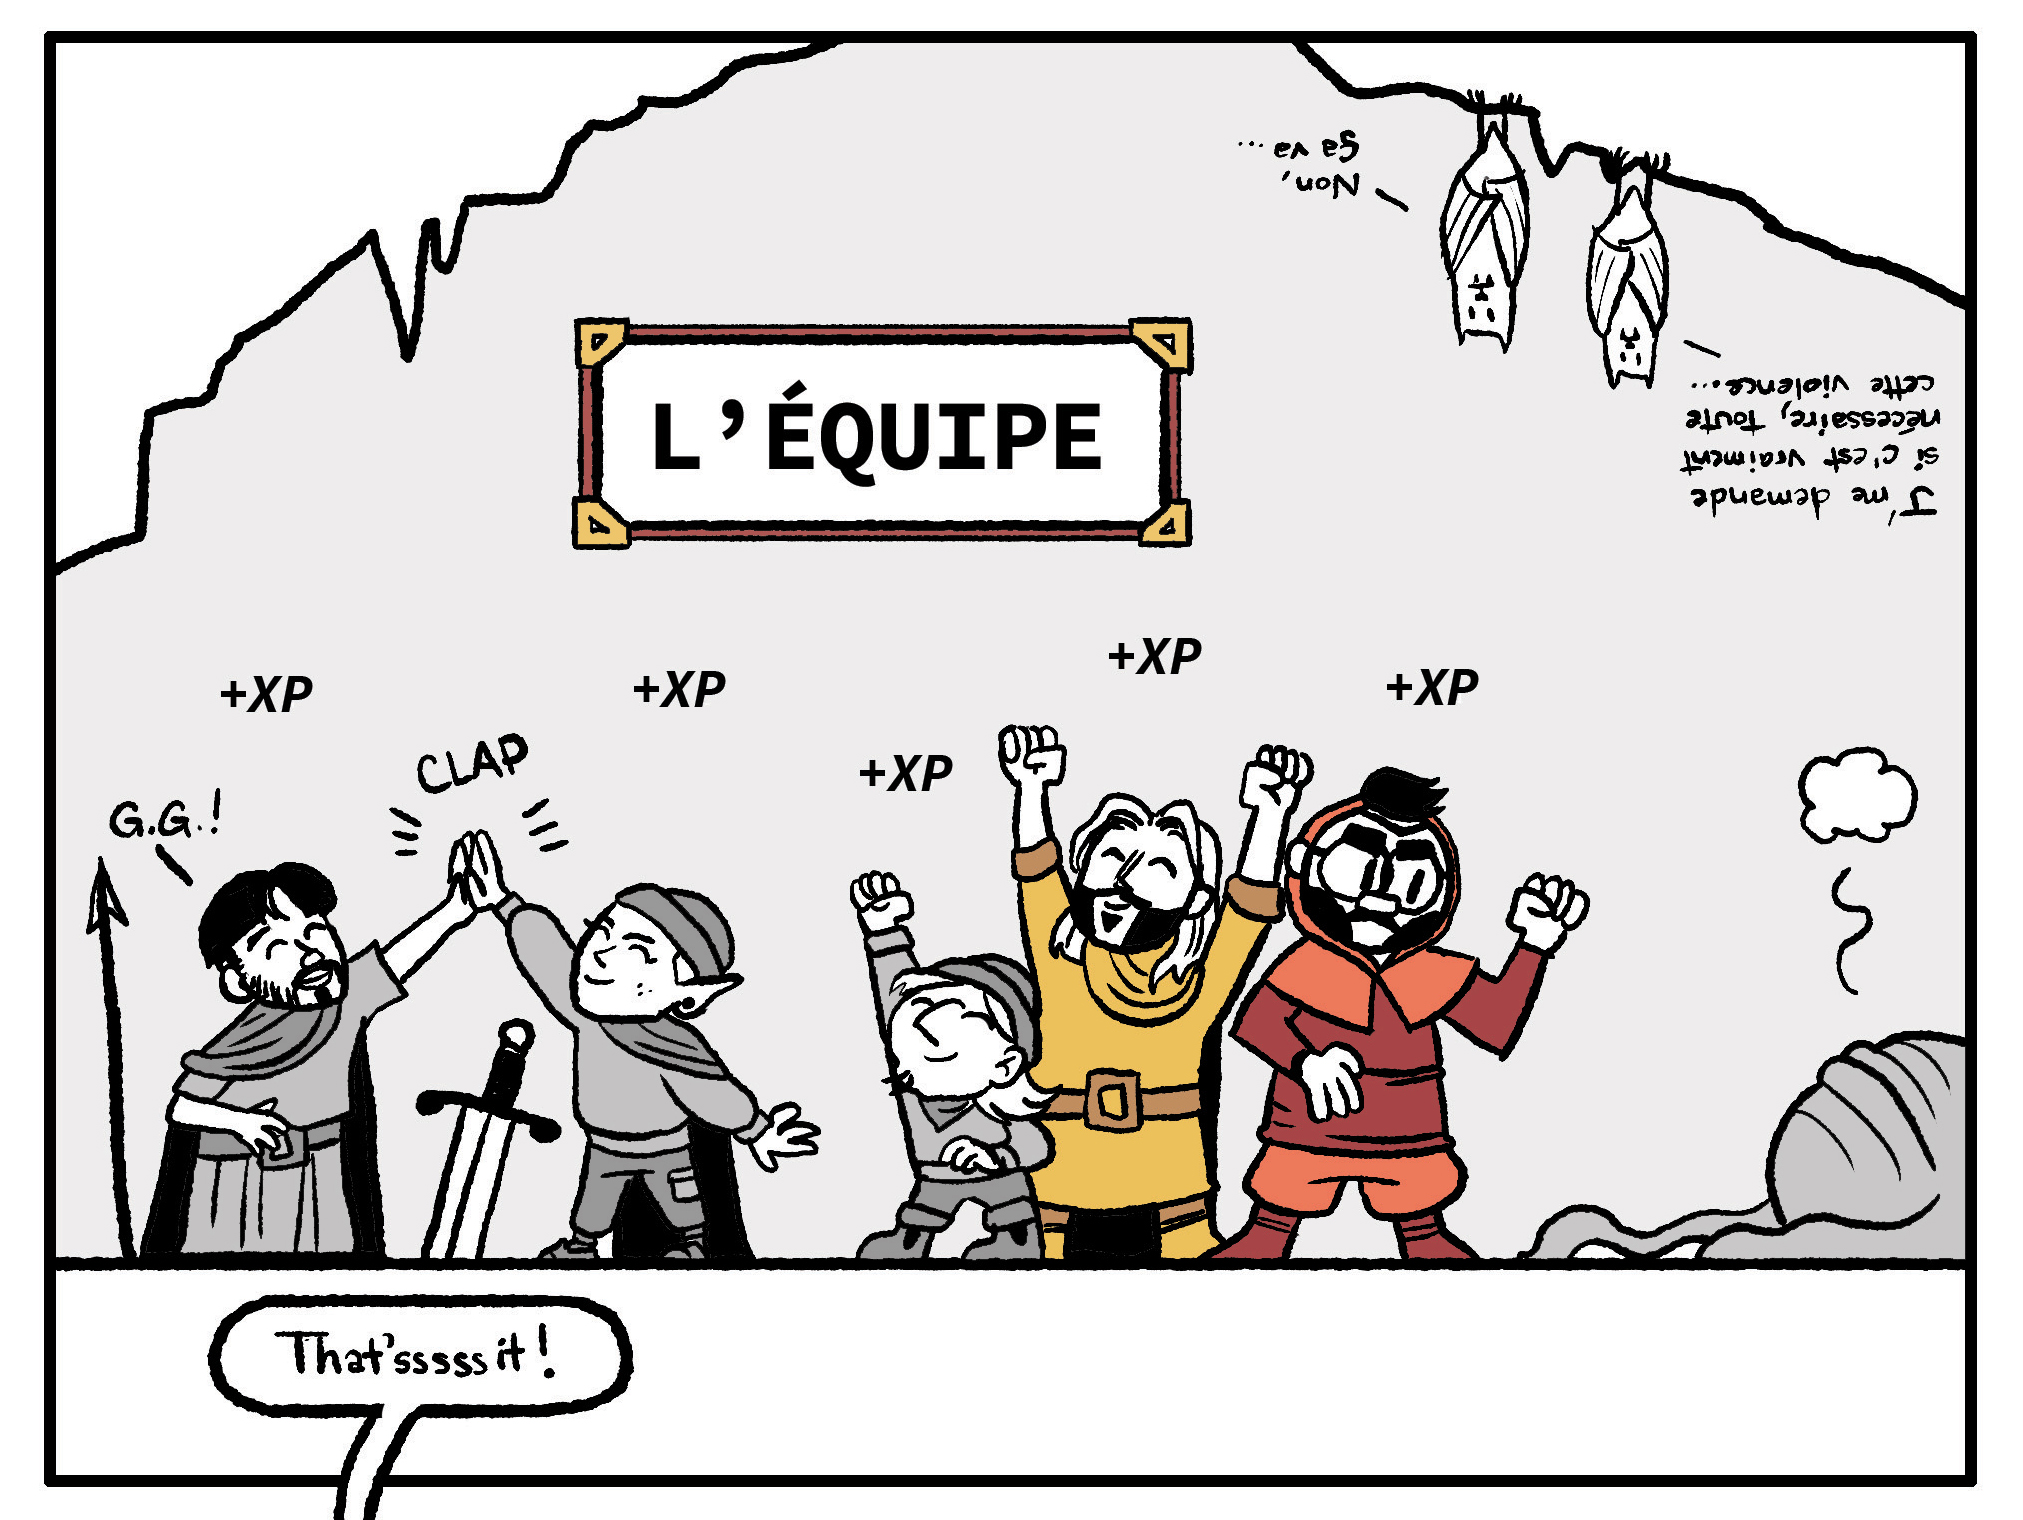 Non,
ça va...
J'me demande
si c'est vraiment
nécessaire, toute
cette violence...
L'ÉQUIPE
+XP
+XP
+XP
+XP
+XP
CLAP
G.G.!
That'sssss it!